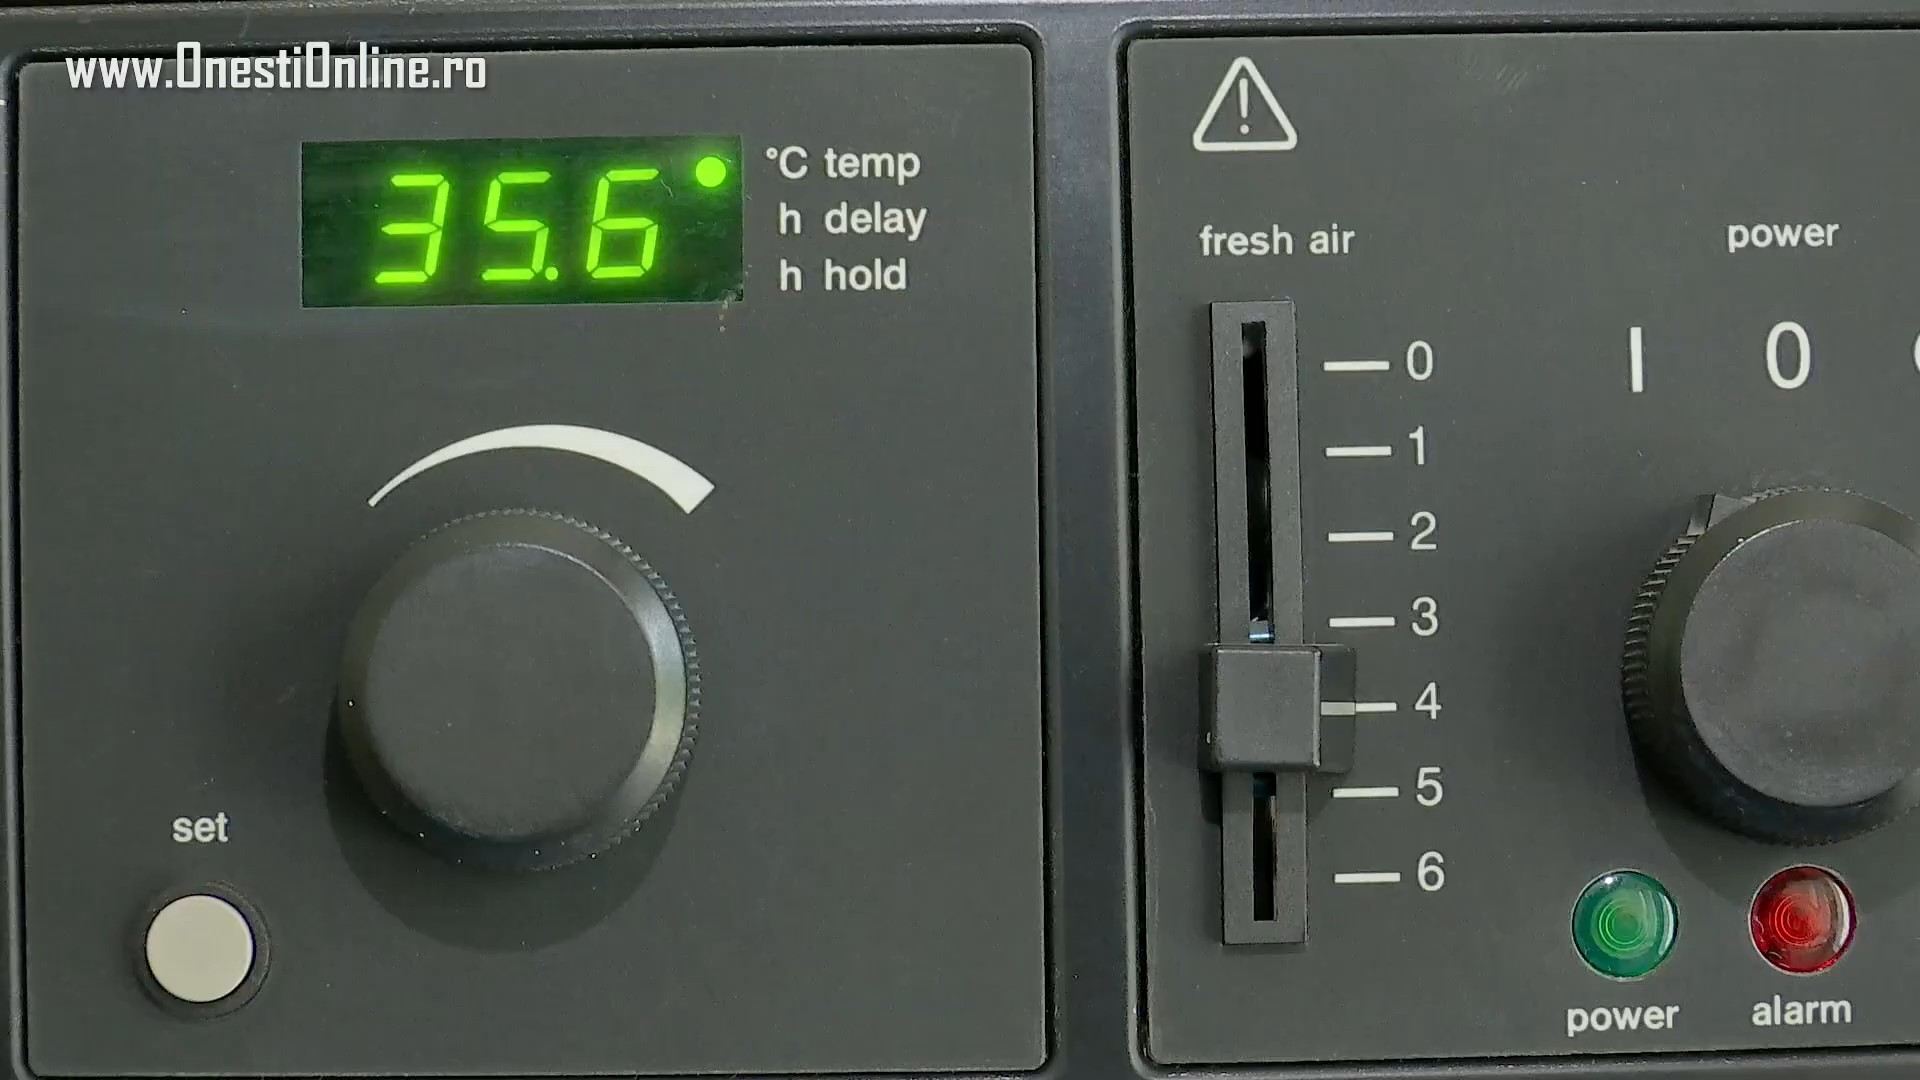 www.OnestiOnline.ro
35.6
°C temp
h delay
h hold
set
fresh air
0
1
2
3
4
5
6
power
I 0
power
alarm